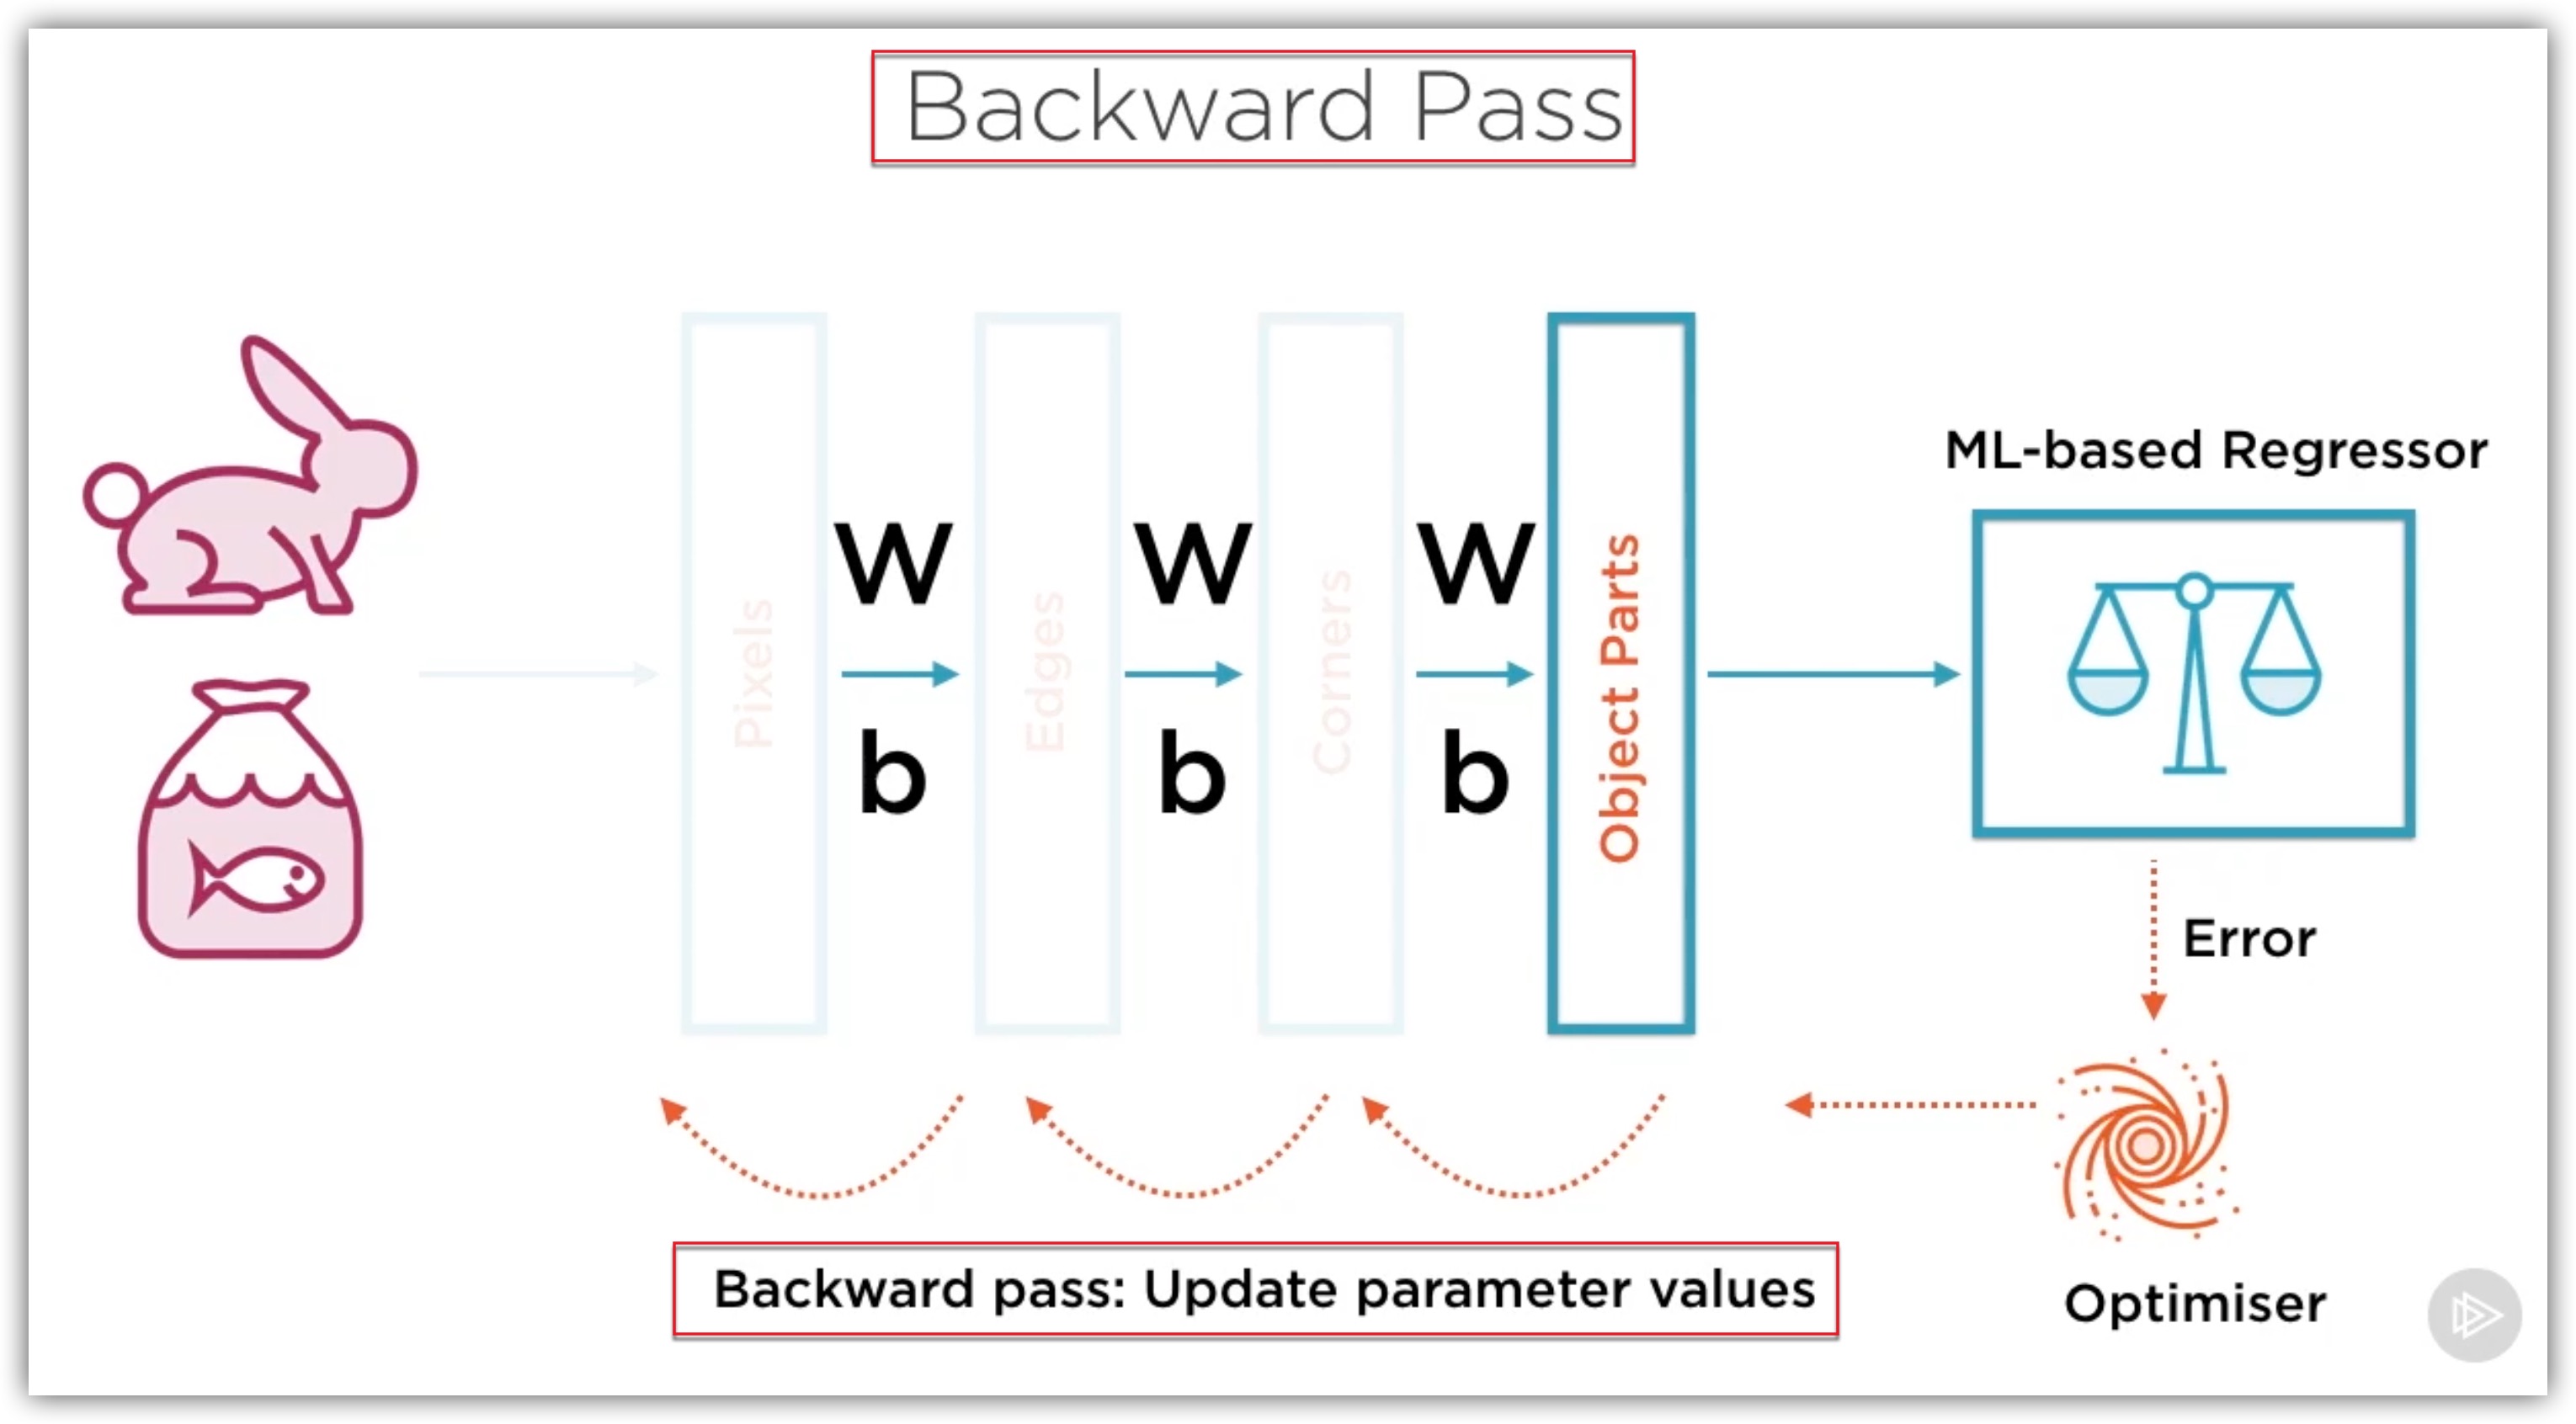 Backward Pass
ML-based Regressor
W
W
W
Pixels
Edges
Corners
Object Parts
b
b
b
Error
Backward pass: Update parameter values
Optimiser